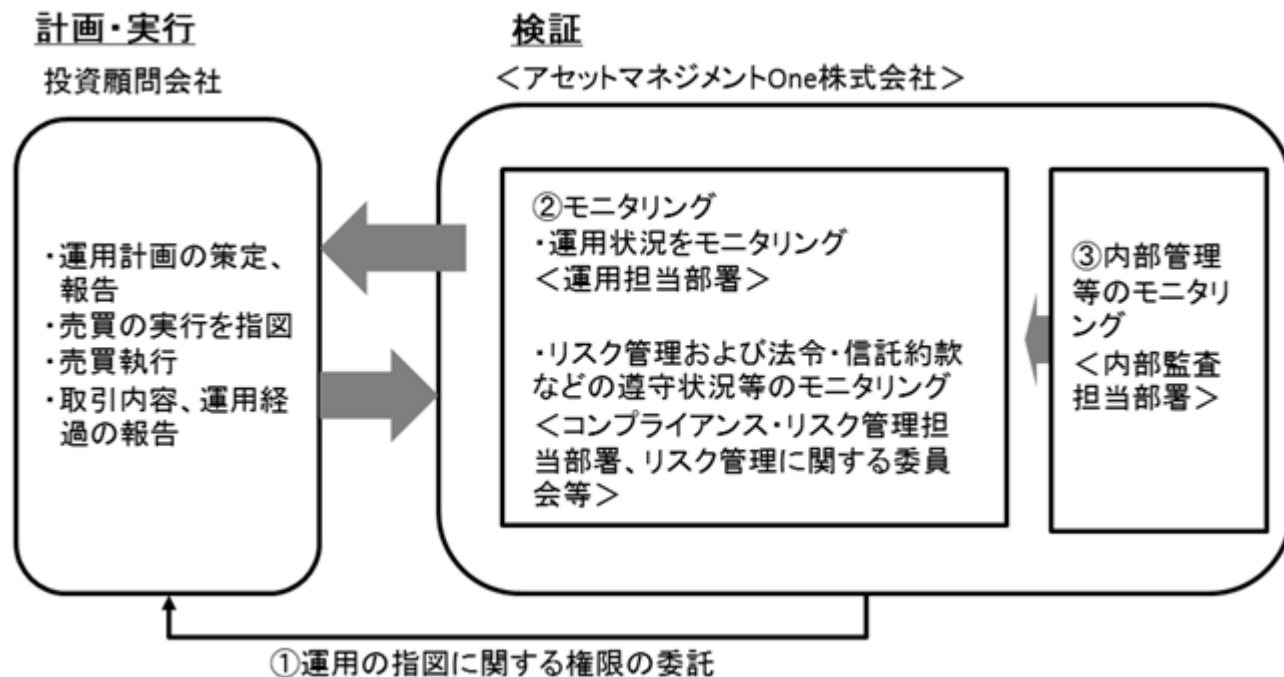 計画・実行
投資顧問会社
・運用計画の策定、
報告
・売買の実行を指図
・売買執行
・取引内容、運用経
過の報告
検証
＜アセットマネジメントOne株式会社＞
②モニタリング
・運用状況をモニタリング
＜運用担当部署＞
・リスク管理および法令・信託約款
などの遵守状況等のモニタリング
＜コンプライアンス・リスク管理担
当部署、リスク管理に関する委員
会等＞
③内部管理
等のモニタリ
ング
＜内部監査
担当部署＞
①運用の指図に関する権限の委託